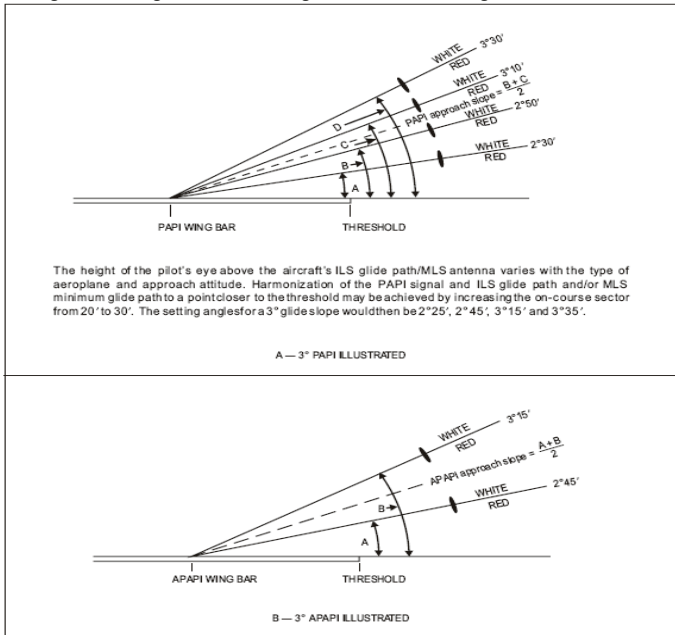 WHITE 3°30′
RED
WHITE 3°10′
RED
D
PAPI approach slope = B + C
2
WHITE 2°50′
RED
C
B
WHITE 2°30′
RED
A
PAPI WING BAR THRESHOLD
The height of the pilot's eye above the aircraft's ILS glide path/MLS antenna varies with the type of
aeroplane and approach attitude. Harmonization of the PAPI signal and ILS glide path and/or MLS
minimum glide path to a point closer to the threshold may be achieved by increasing the on-course sector
from 20′ to 30′. The setting angles for a 3° glide slope would then be 2°25′, 2°45′, 3°15′ and 3°35′.
A — 3° PAPI ILLUSTRATED
WHITE 3°15′
RED
APAPI approach slope = A + B
2
WHITE 2°45′
RED
B
A
APAPI WING BAR THRESHOLD
B — 3° APAPI ILLUSTRATED